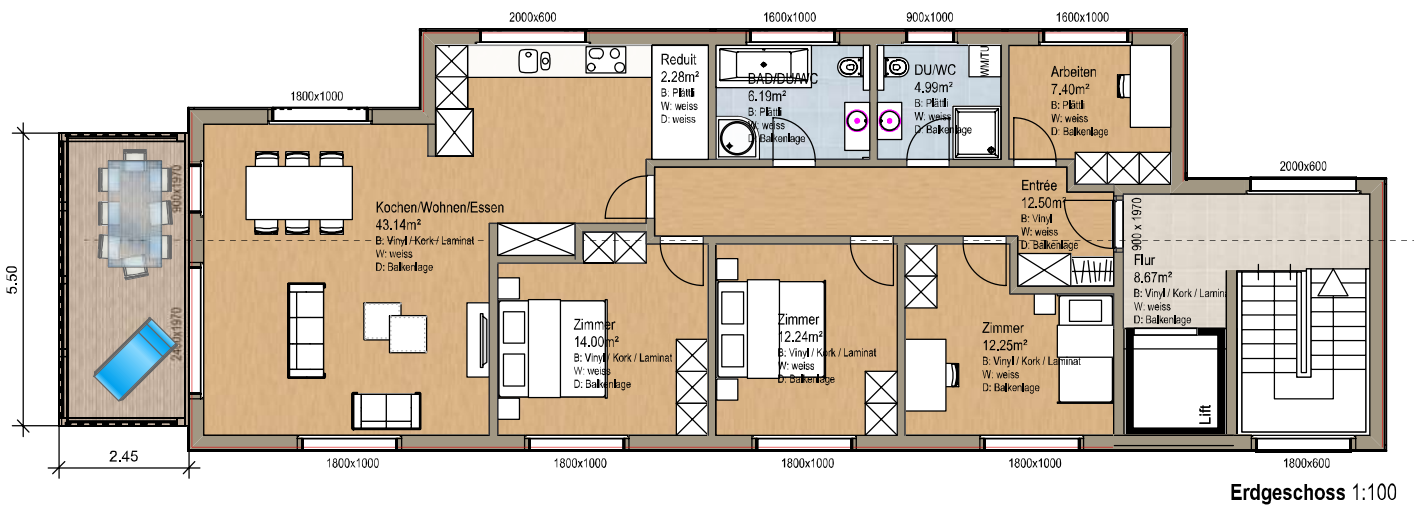 2000x600
1600x1000
900x1000
1600x1000
1800x1000
Reduit
2.28m²
B: Plättli
W: weiss
D: weiss
BAD/DU/WC
6.19m²
B: Plättli
W: weiss
D: Balkenlage
DU/WC
4.99m²
B: Plättli
W: weiss
D: Balkenlage
WM/TU
Arbeiten
7.40m²
B: Plättli
W: weiss
D: Balkenlage
2000x600
900x1970
2450x1970
5.50
2.45
Kochen/Wohnen/Essen
43.14m²
B: Vinyl / Kork / Laminat
W: weiss
D: Balkenlage
Entrée
12.50m²
B: Vinyl
W: weiss
D: Balkenlage
900 x 1970
Flur
8.67m²
B: Vinyl / Kork / Lamin
W: weiss
D: Balkenlage
Zimmer
14.00m²
B: Vinyl / Kork / Laminat
W: weiss
D: Balkenlage
Zimmer
12.24m²
B: Vinyl / Kork / Laminat
W: weiss
D: Balkenlage
Zimmer
12.25m²
B: Vinyl / Kork / Laminat
W: weiss
D: Balkenlage
Lift
1800x1000
1800x1000
1800x1000
1800x1000
1800x600
Erdgeschoss 1:100